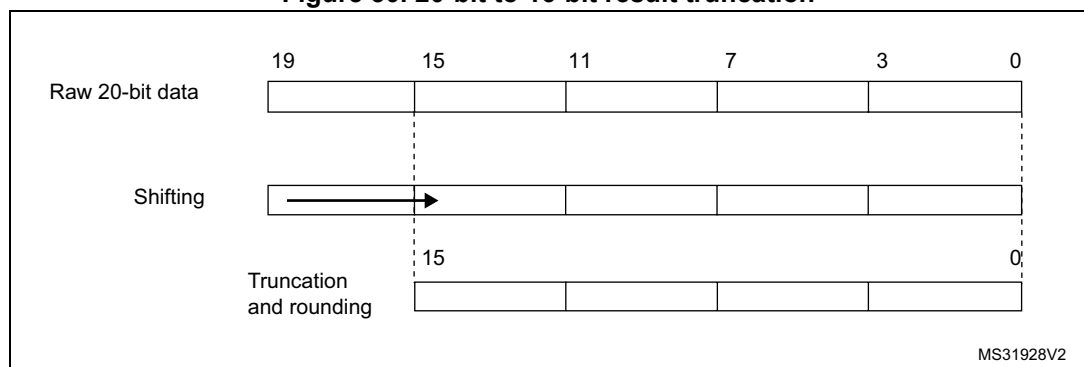 Figure 20-bit to 16-bit result truncation
19 15 11 7 3 0
Raw 20-bit data
Shifting
15 0
Truncation
and rounding
MS31928V2